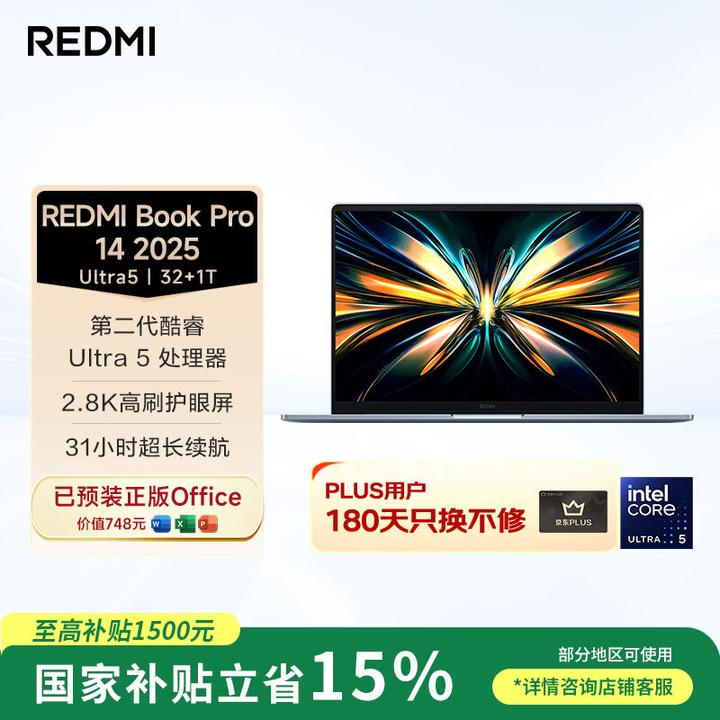 REDMI
REDMI Book Pro
14 2025
Ultra5 | 32+1T
第二代酷睿
Ultra 5 处理器
2.8K高刷护眼屏
31小时超长续航
已预装正版Office
价值748元 W X P
REDMI
PLUS用户
180天只换不修
京东PLUS
intel
CORE
ULTRA 5
至高补贴1500元
国家补贴立省15%
部分地区可使用
*详情咨询店铺客服